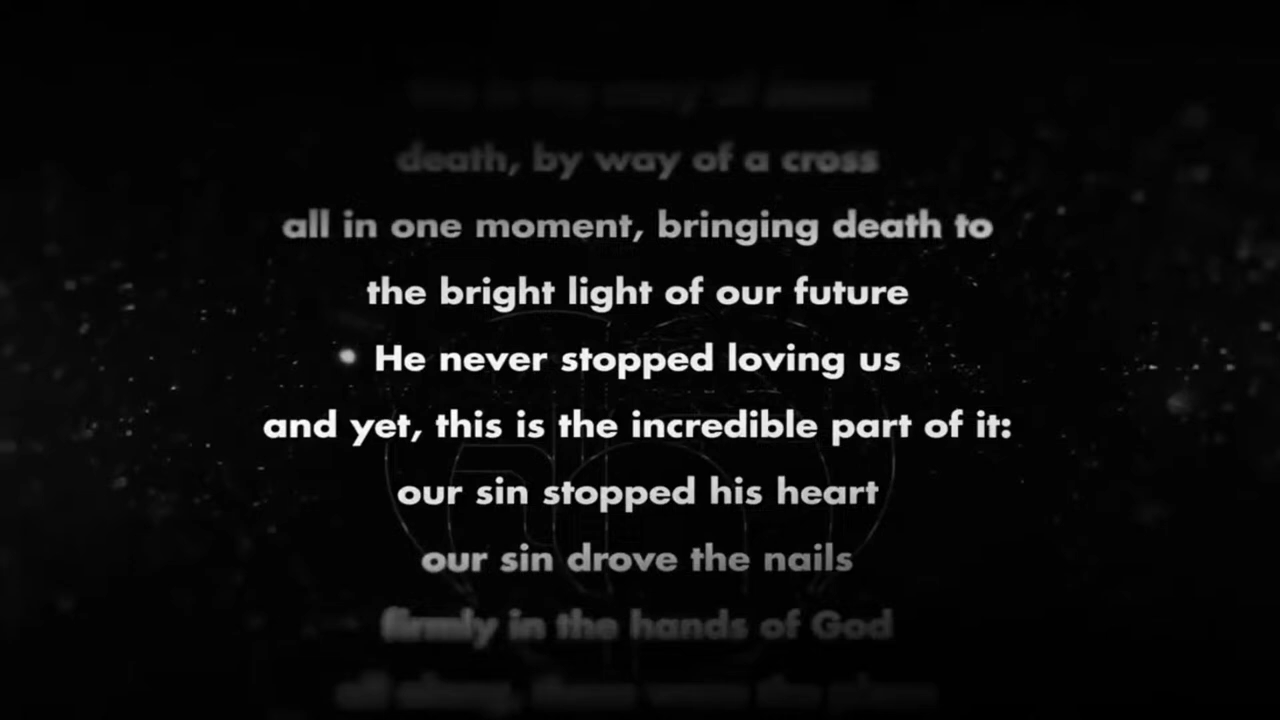 death, by way of a cross
all in one moment, bringing death to
the bright light of our future
He never stopped loving us
and yet, this is the incredible part of it:
our sin stopped his heart
our sin drove the nails
firmly in the hands of God